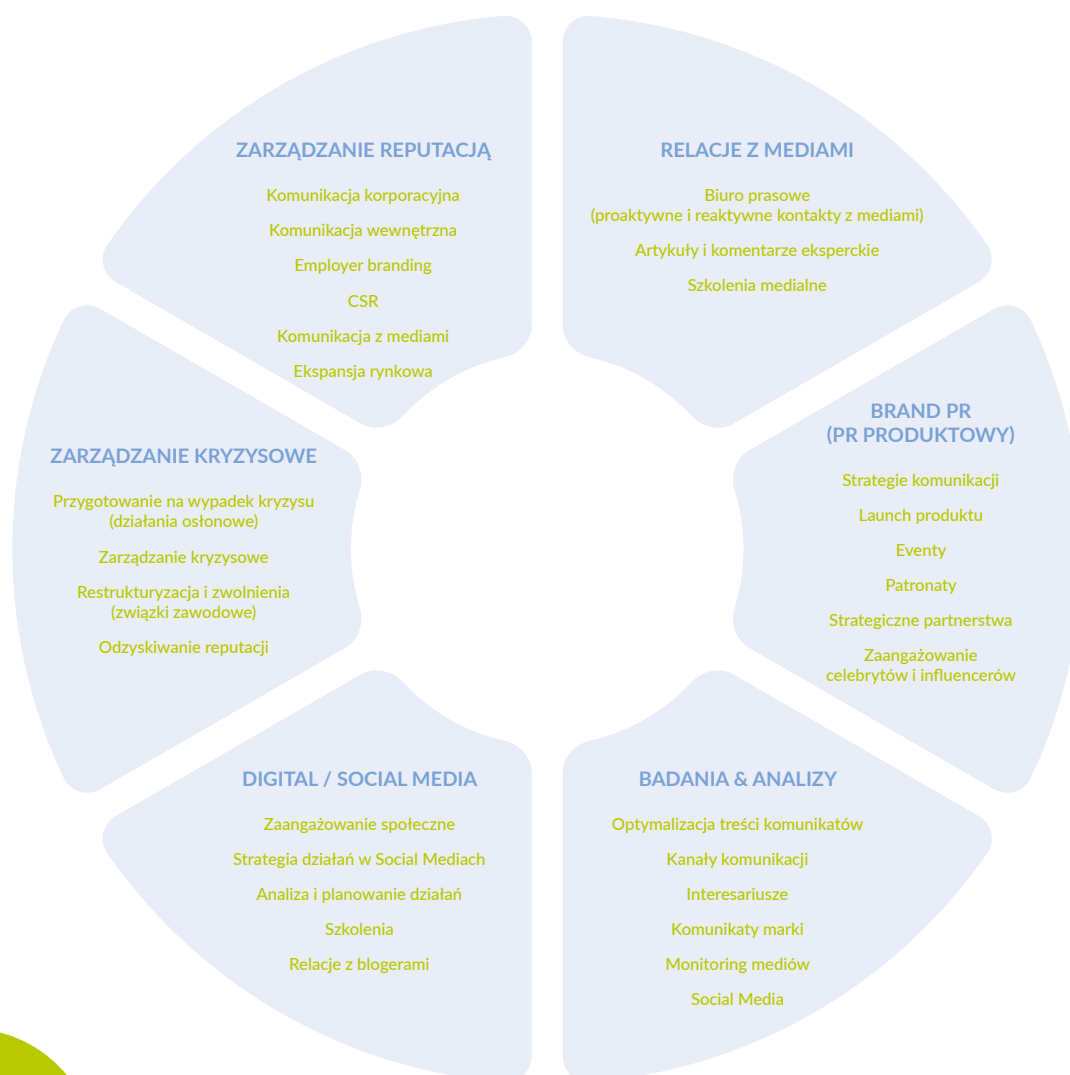 ZARZĄDZANIE REPUTACJĄ
Komunikacja korporacyjna
Komunikacja wewnętrzna
Employer branding
CSR
Komunikacja z mediami
Ekspansja rynkowa
RELACJE Z MEDIAMI
Biuro prasowe
(proaktywne i reaktywne kontakty z mediami)
Artykuły i komentarze eksperckie
Szkolenia medialne
BRAND PR
(PR PRODUKTOWY)
Strategie komunikacji
Launch produktu
Eventy
Patronaty
Strategiczne partnerstwa
Zaangażowanie
celebrytów i influencerów
ZARZĄDZANIE KRYZYSOWE
Przygotowanie na wypadek kryzysu
(działania osłonowe)
Zarządzanie kryzysowe
Restrukturyzacja i zwolnienia
(związki zawodowe)
Odzyskiwanie reputacji
DIGITAL / SOCIAL MEDIA
Zaangażowanie społeczne
Strategia działań w Social Mediach
Analiza i planowanie działań
Szkolenia
Relacje z blogerami
BADANIA & ANALIZY
Optymalizacja treści komunikatów
Kanały komunikacji
Interesariusze
Komunikaty marki
Monitoring mediów
Social Media